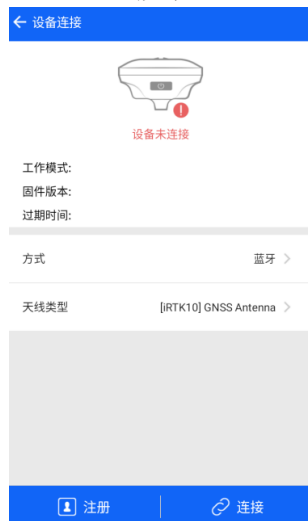 设备连接
设备未连接
工作模式:
固件版本:
过期时间:
方式 蓝牙
天线类型 [iRTK10] GNSS Antenna
注册 连接